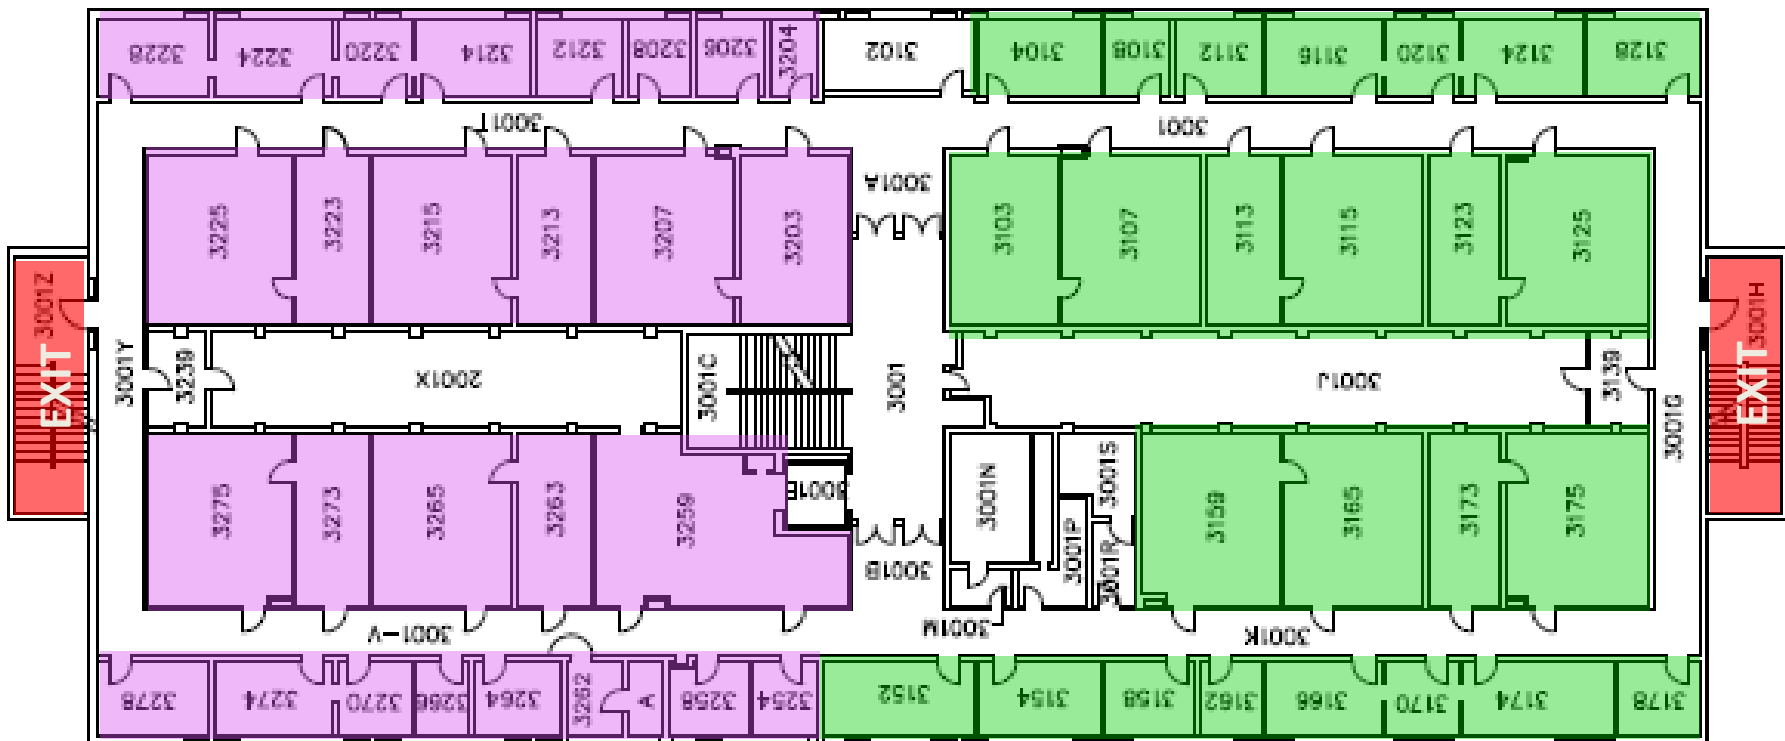 3228 3224 3220 3214 3212 3208 3206 3204 3102 3104 3108 3112 3116 3120 3124 3128
3001T 3001
3001A
3225 3223 3215 3213 3207 3203 3103 3107 3113 3115 3123 3125
3001Z 3001H
EXIT EXIT
3001Y 3239 2001X 3001C 3001 3001J 3139 3001G
3275 3273 3265 3263 3259 3001E 3001N 3001S 3159 3165 3173 3175
3001P 3001R
3001B
3001-V 3001M 3001K
3278 3274 3270 3266 3264 3262 A 3258 3254 3152 3154 3158 3162 3166 3170 3174 3178